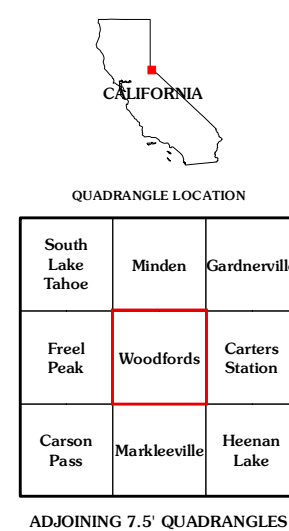 CALIFORNIA
QUADRANGLE LOCATION
South
Lake
Tahoe
Minden
Gardnerville
Freel
Peak
Woodfords
Carters
Station
Carson
Pass
Markleeville
Heenan
Lake
ADJOINING 7.5' QUADRANGLES